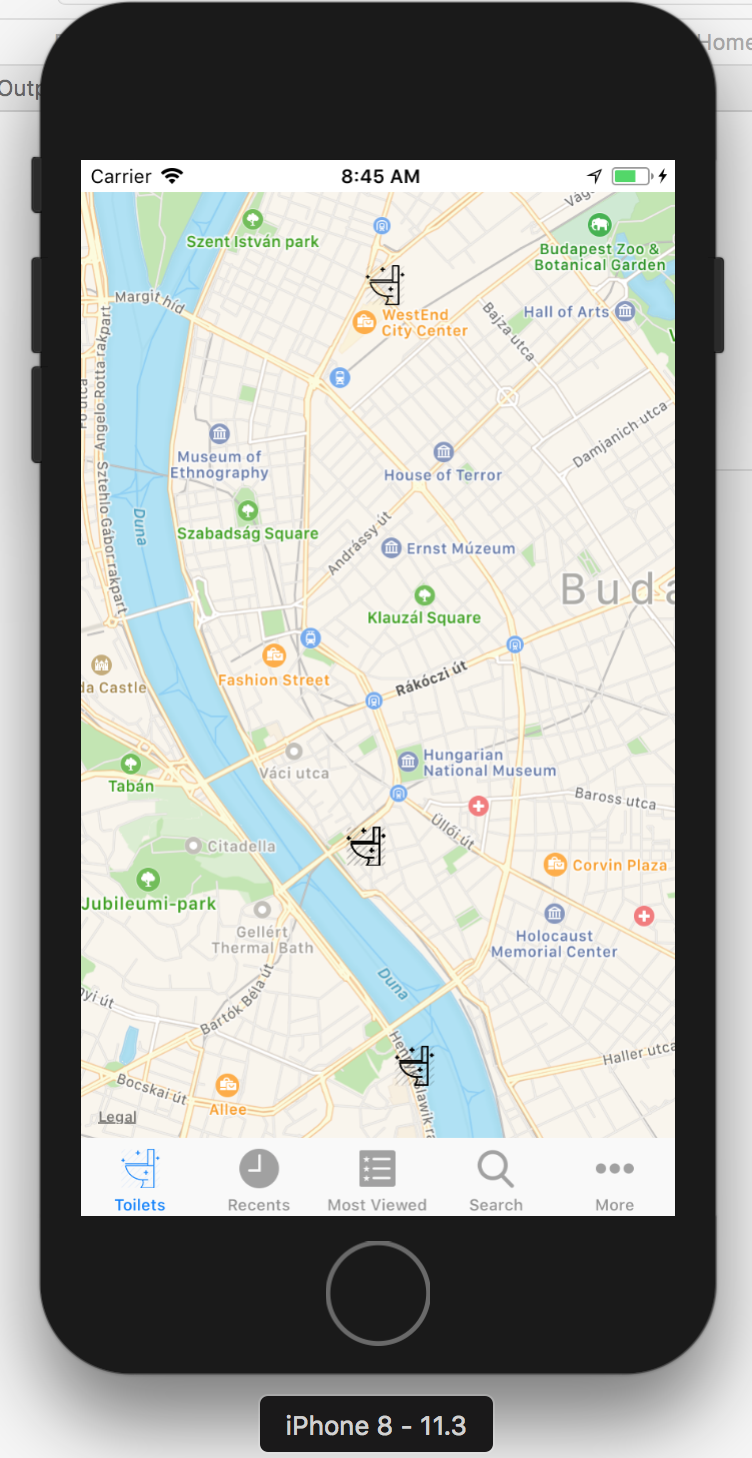 Home
Outp
Carrier
8:45 AM
Szent István park
Budapest Zoo &
Botanical Garden
Margit híd
WestEnd
City Center
Hall of Arts
Bajza utca
Angelo Rotta rakpart
Damjanich utca
Museum of
Ethnography
House of Terror
Sztehlo Gábor rakpart
Duna
Szabadság Square
Andrássy út
Ernst Múzeum
Buda
Klauzál Square
Fashion Street
Rákóczi út
da Castle
Hungarian
National Museum
Váci utca
Tabán
Baross utca
Üllői út
Citadella
Corvin Plaza
Jubileumi-park
Gellért
Thermal Bath
Holocaust
Memorial Center
Duna
nyi út
Bartók Béla út
Haller utca
Bocskai út
Allee
Legal
Toilets
Recents
Most Viewed
Search
More
iPhone 8 - 11.3